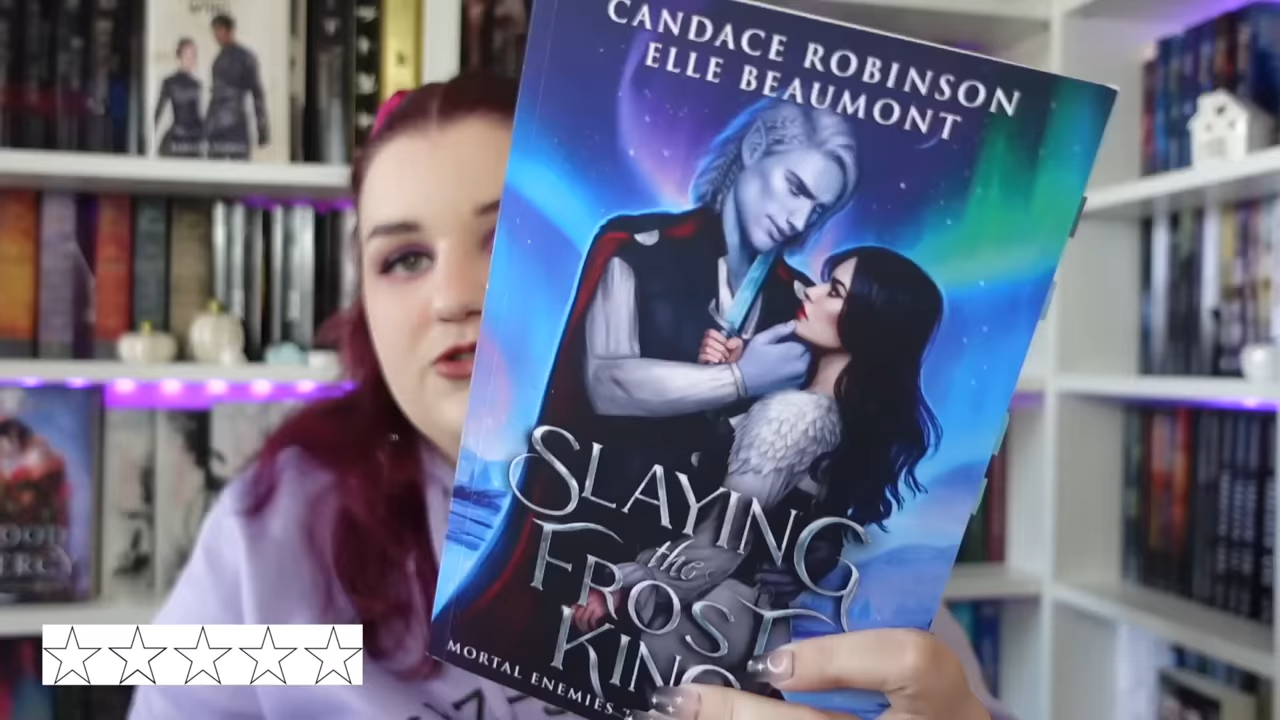 CANDACE ROBINSON
ELLE BEAUMONT
SLAYING
the
FROST
KING
MORTAL ENEMIES